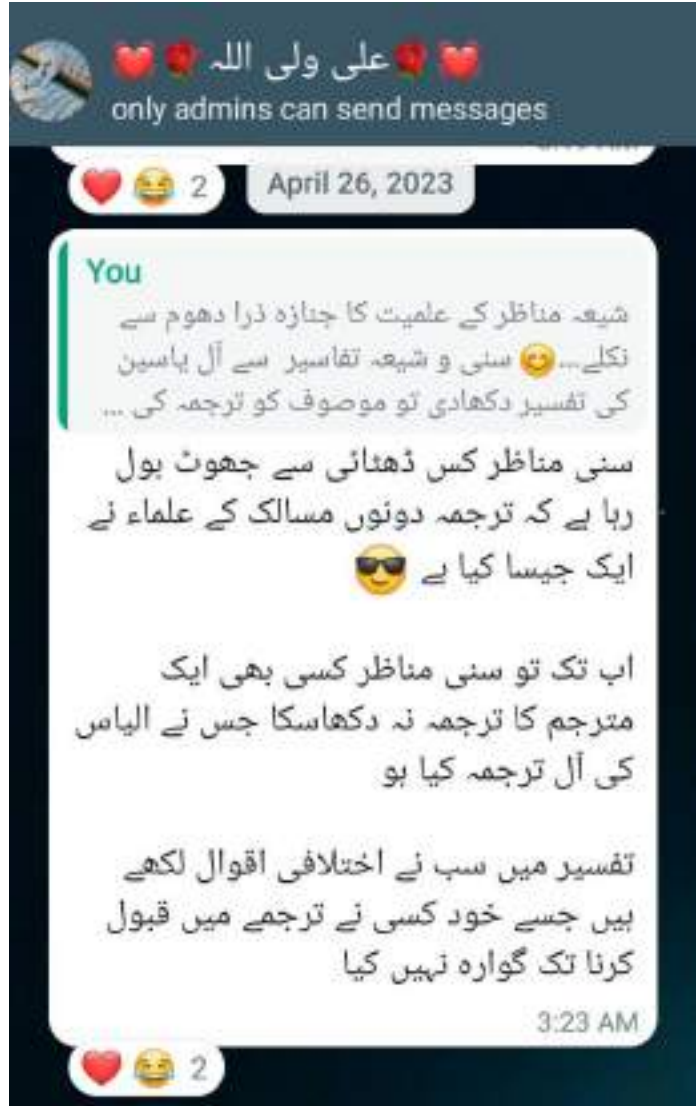 ❤️🌹علی ولی اللہ🌹❤️
only admins can send messages
❤️😂 2
April 26, 2023
You
شیعہ مناظر کے علمیت کا جنازہ ذرا دھوم سے
نکلے...😊 سنی و شیعہ تفاسیر سے آل یاسین
کی تفسیر دکھادی تو موصوف کو ترجمہ کی ...
سنی مناظر کس ڈھٹائی سے جھوٹ بول
رہا ہے کہ ترجمہ دونوں مسالک کے علماء نے
ایک جیسا کیا ہے 😎
اب تک تو سنی مناظر کسی بھی ایک
مترجم کا ترجمہ نہ دکھاسکا جس نے الیاس
کی آل ترجمہ کیا ہو
تفسیر میں سب نے اختلافی اقوال لکھے
ہیں جسے خود کسی نے ترجمے میں قبول
کرنا تک گوارہ نہیں کیا
3:23 AM
❤️😂 2